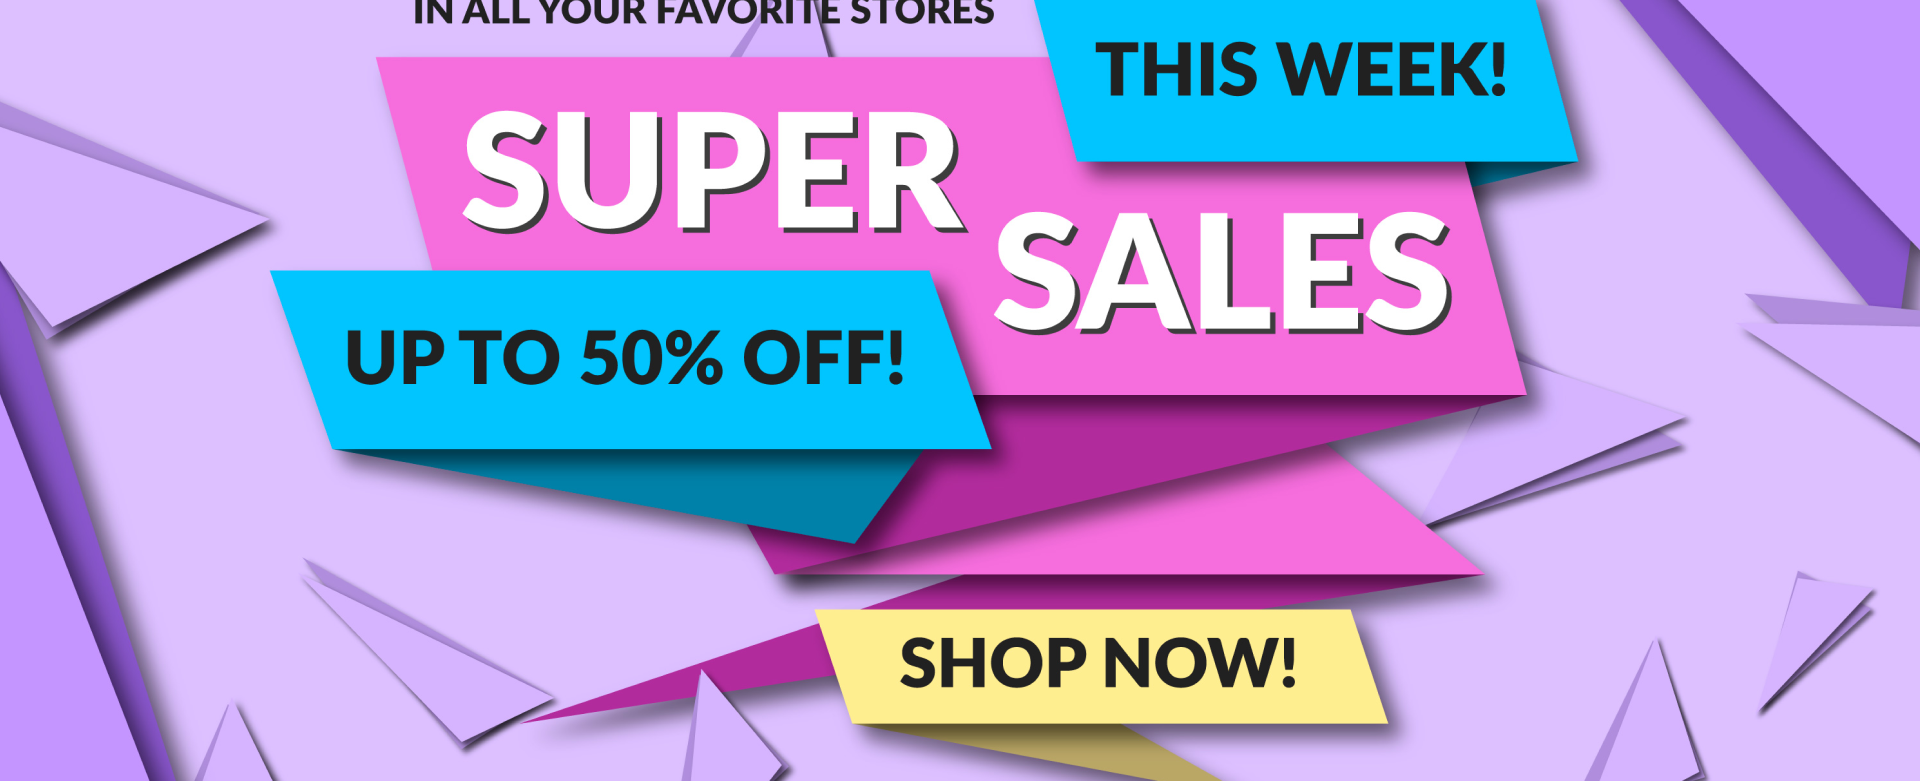 IN ALL YOUR FAVORITE STORES
THIS WEEK!
SUPER
SALES
UP TO 50% OFF!
SHOP NOW!